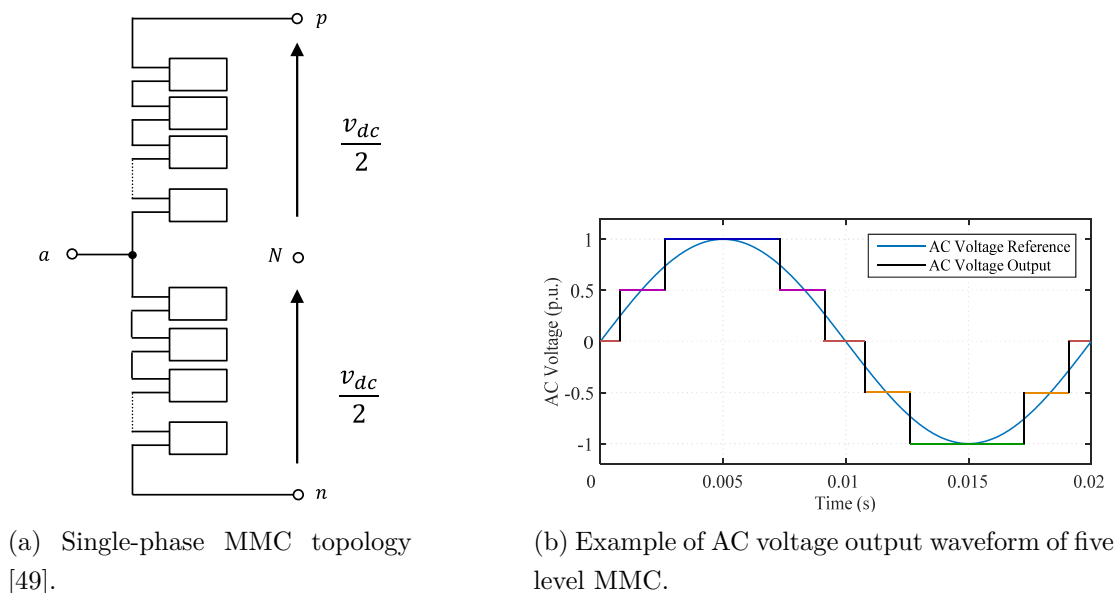 p
v_dc
2
a
N
v_dc
2
n
AC Voltage (p.u.)
1
0.5
0
-0.5
-1
AC Voltage Reference
AC Voltage Output
0
0.005
0.01
0.015
0.02
Time (s)
(a) Single-phase MMC topology
[49].
(b) Example of AC voltage output waveform of five
level MMC.